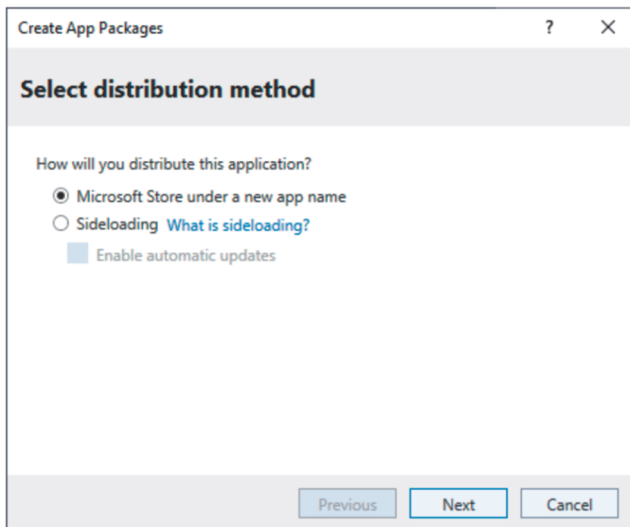 Create App Packages ?
Select distribution method
How will you distribute this application?
Microsoft Store under a new app name
Sideloading What is sideloading?
Enable automatic updates
Previous Next Cancel